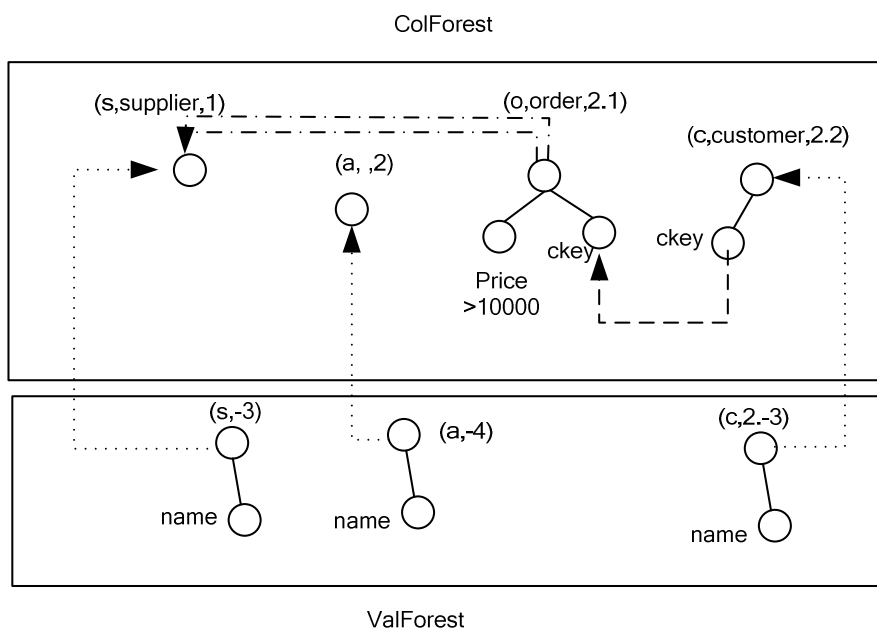 ColForest
(s,supplier,1)
(o,order,2.1)
(c,customer,2.2)
(a, ,2)
ckey
ckey
Price
>10000
(s,-3)
(a,-4)
(c,2.-3)
name
name
name
ValForest